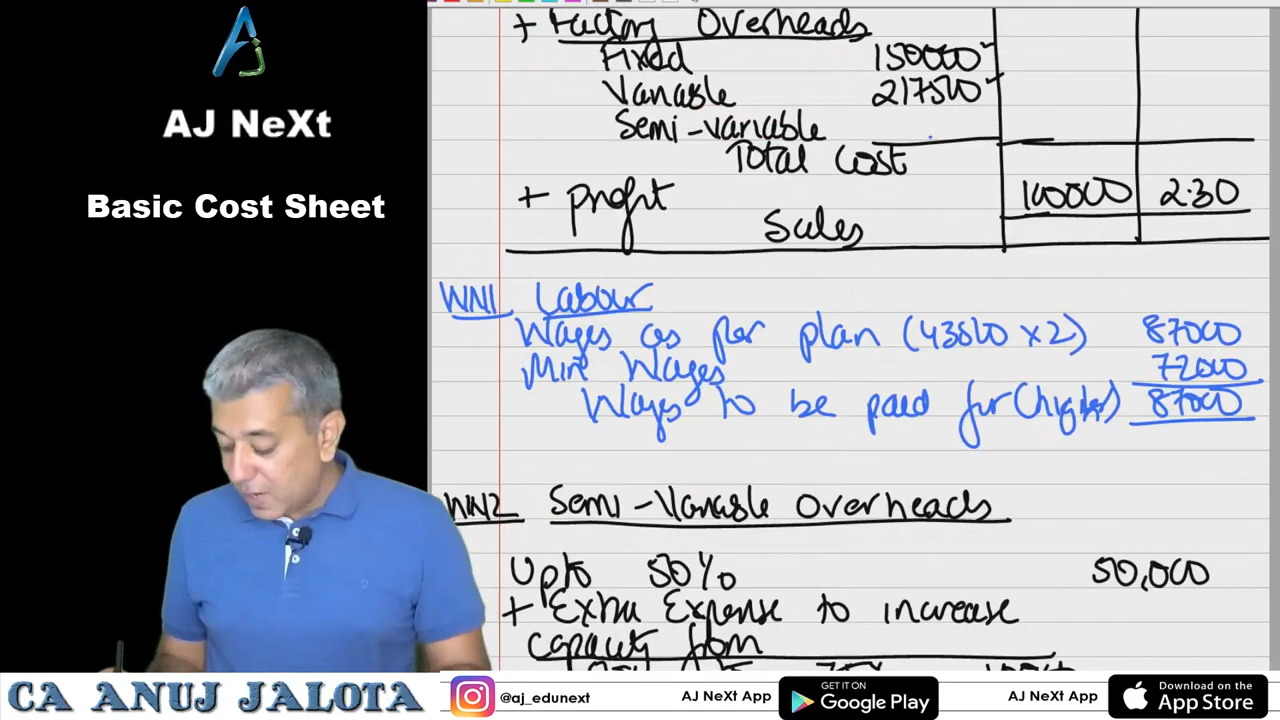 AJ NeXt
Basic Cost Sheet
+ Factory Overheads
Fixed 150000
Variable 217500
Semi-variable
Total Cost
+ Profit 100000 2.30
Sales
WN1 Labour
Wages as per plan (43500 x2) 87000
Min Wages 72000
Wages to be paid for (higher) 87000
WN2 Semi-Variable Overheads
Upto 50% 50,000
+ Extra Expense to increase
capacity from
CA ANUJ JALOTA
@aj_edunext
AJ NeXt App
GET IT ON
Google Play
AJ NeXt App
Download on the
App Store